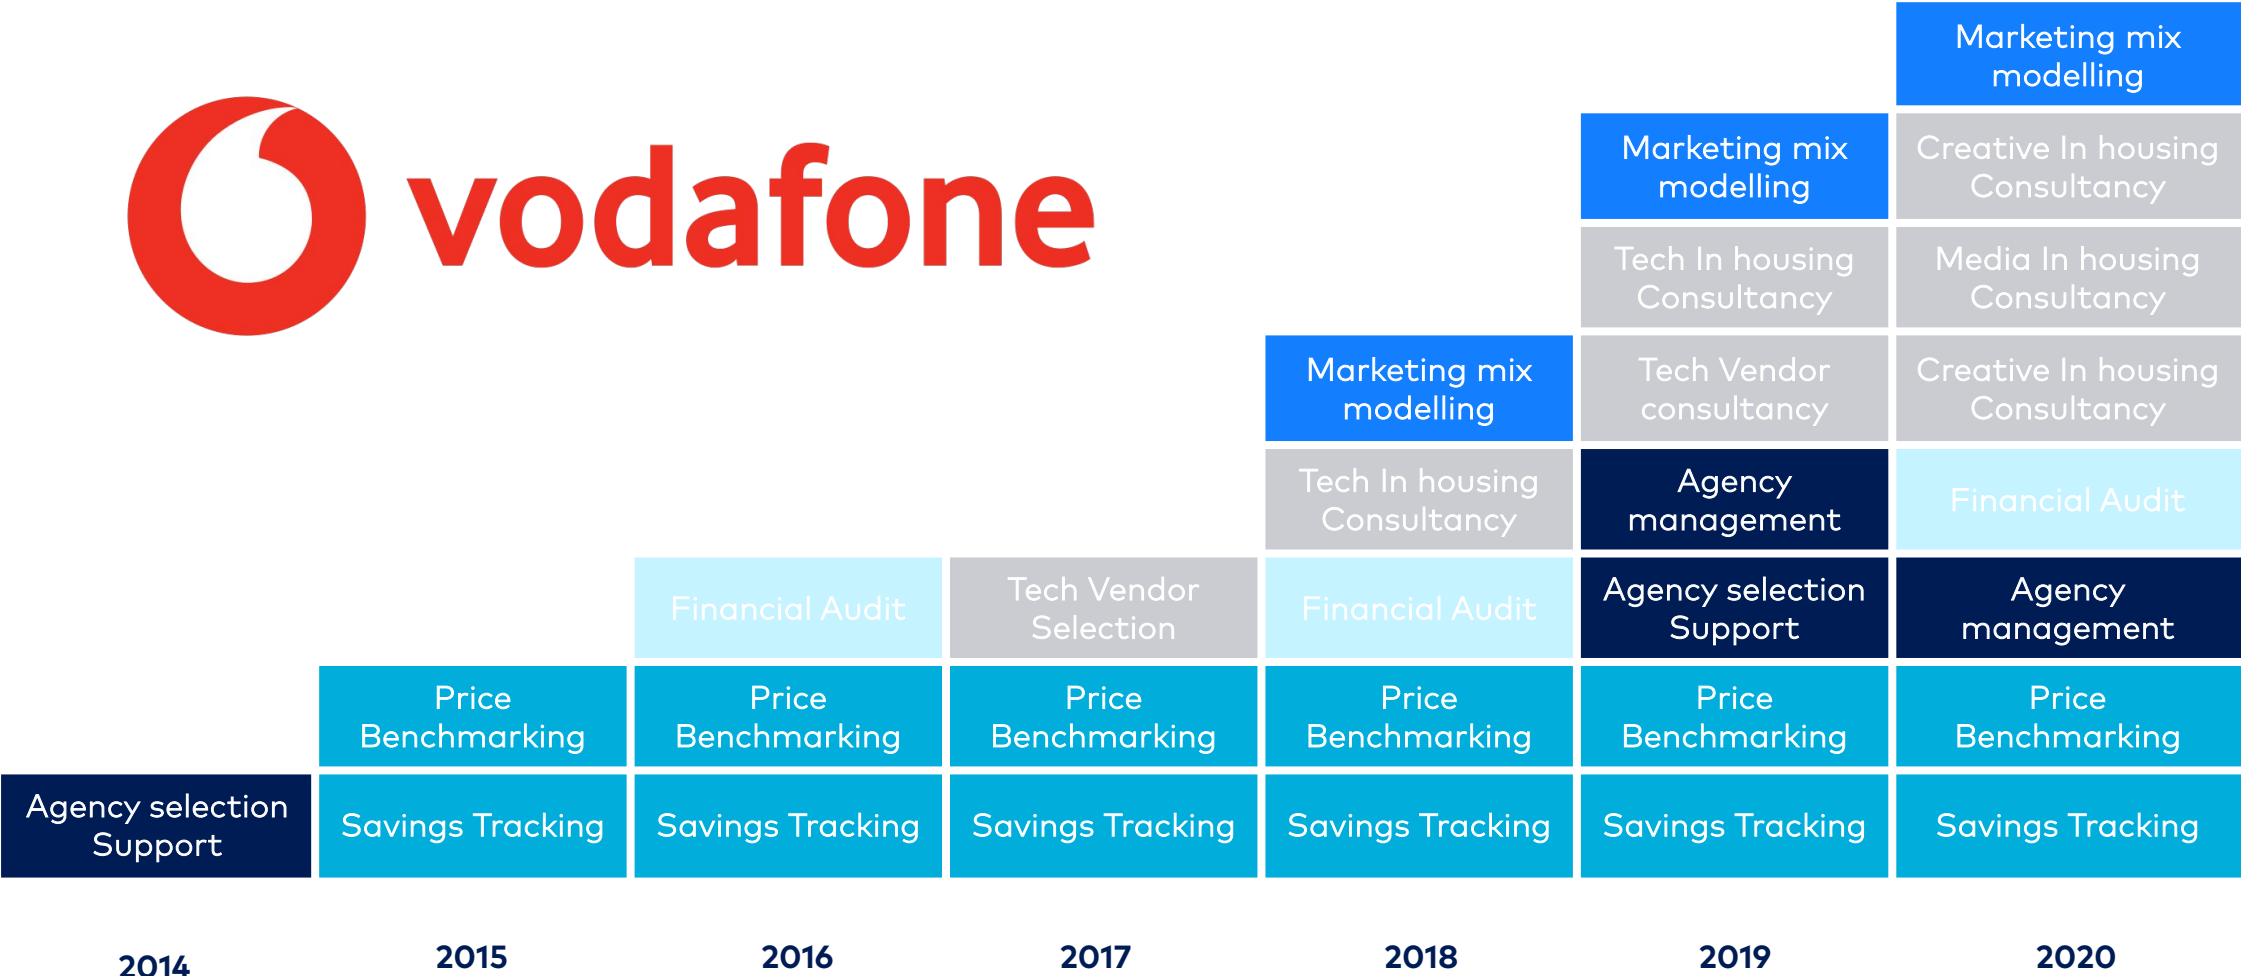 vodafone
Marketing mix
modelling
Marketing mix
modelling
Creative In housing
Consultancy
Tech In housing
Consultancy
Media In housing
Consultancy
Marketing mix
modelling
Tech Vendor
consultancy
Creative In housing
Consultancy
Tech In housing
Consultancy
Agency
management
Financial Audit
Financial Audit
Tech Vendor
Selection
Financial Audit
Agency selection
Support
Agency
management
Price
Benchmarking
Price
Benchmarking
Price
Benchmarking
Price
Benchmarking
Price
Benchmarking
Price
Benchmarking
Agency selection
Support
Savings Tracking
Savings Tracking
Savings Tracking
Savings Tracking
Savings Tracking
Savings Tracking
2014
2015
2016
2017
2018
2019
2020